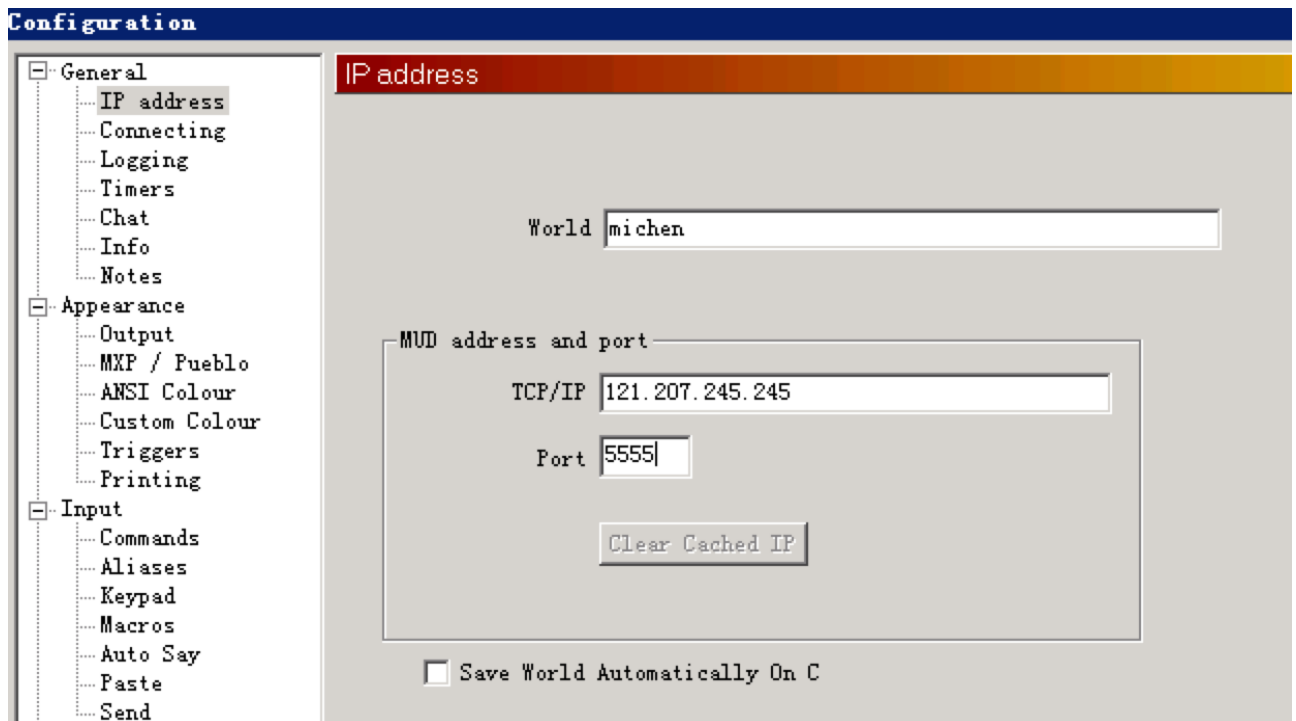 Configuration
General
IP address
Connecting
Logging
Timers
Chat
Info
Notes
Appearance
Output
MXP / Pueblo
ANSI Colour
Custom Colour
Triggers
Printing
Input
Commands
Aliases
Keypad
Macros
Auto Say
Paste
Send
IP address
World michen
MUD address and port
TCP/IP 121.207.245.245
Port 5555
Clear Cached IP
Save World Automatically On C